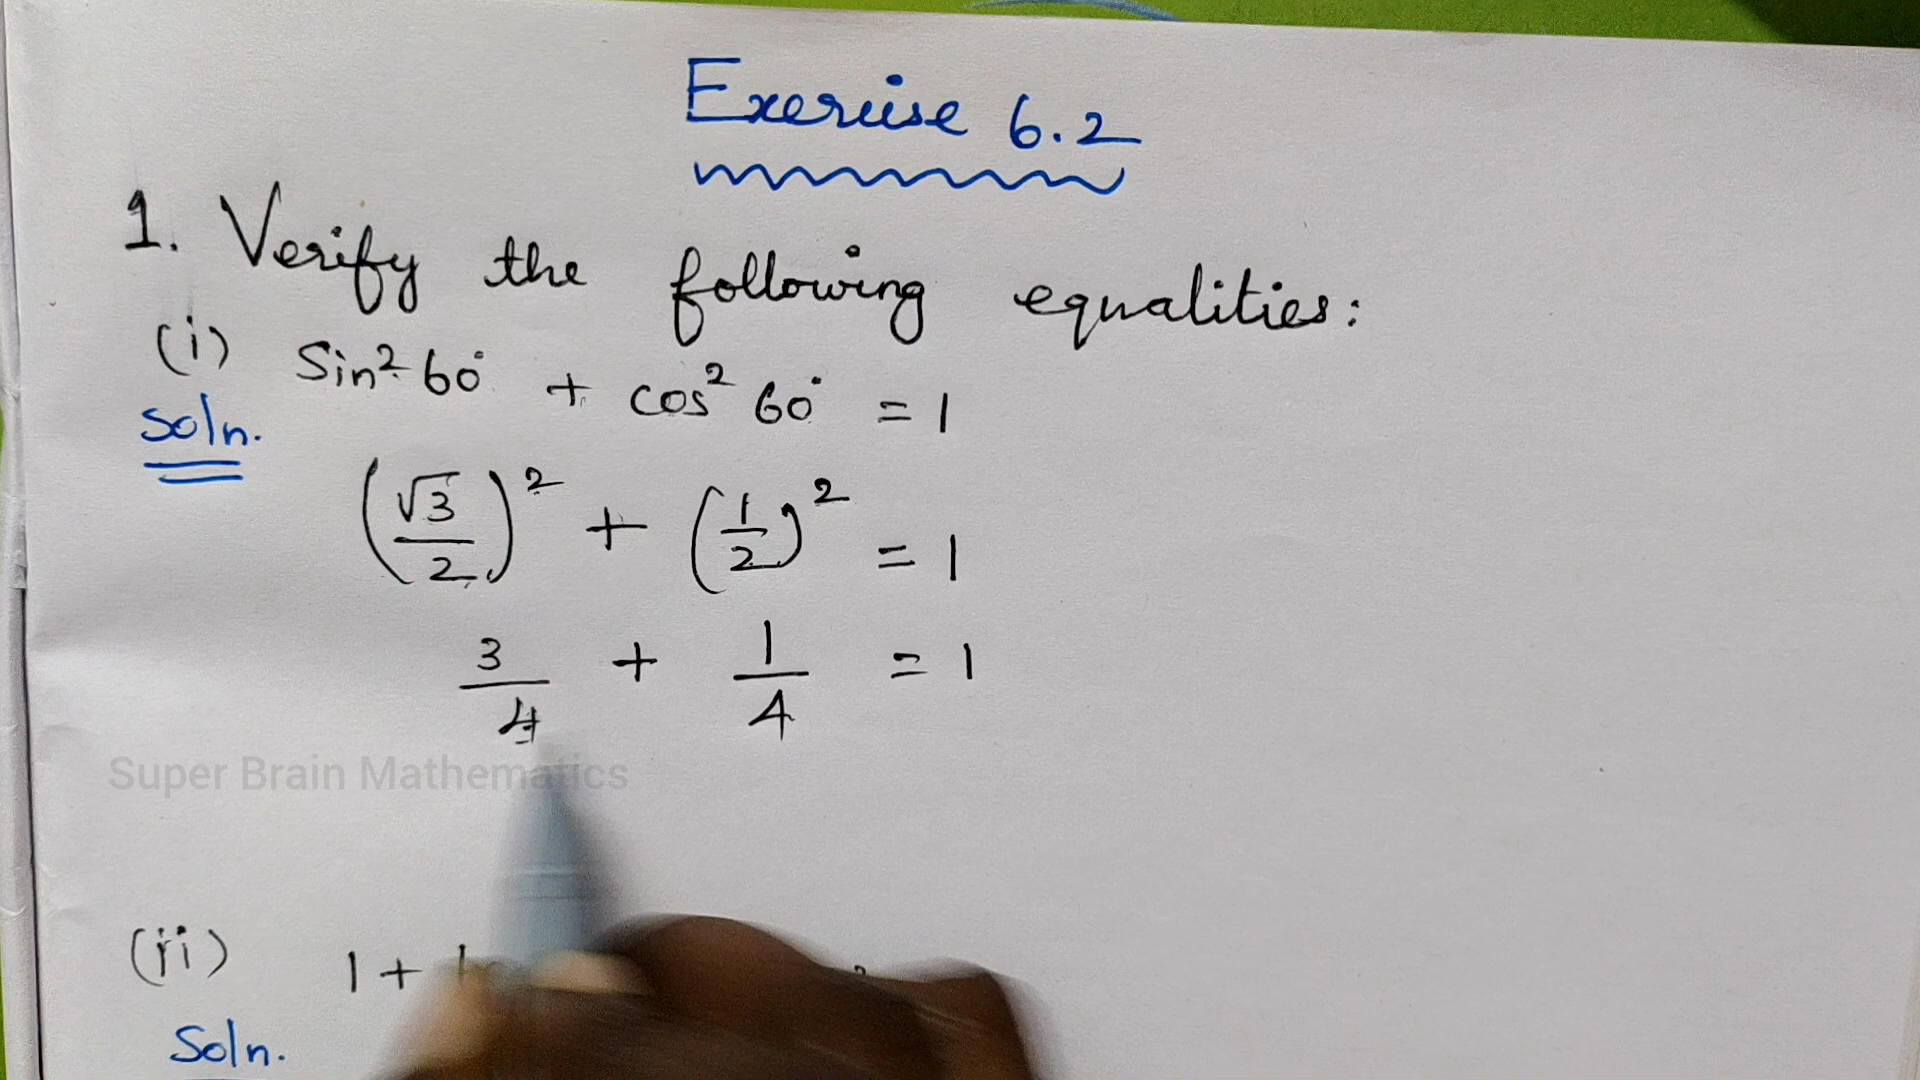 Exercise 6.2
1. Verify the following equalities:
(i) Sin² 60° + cos² 60° = 1
Soln.
(√3/2)² + (1/2)² = 1
3/4 + 1/4 = 1
Super Brain Mathematics
(ii) 1 +
Soln.